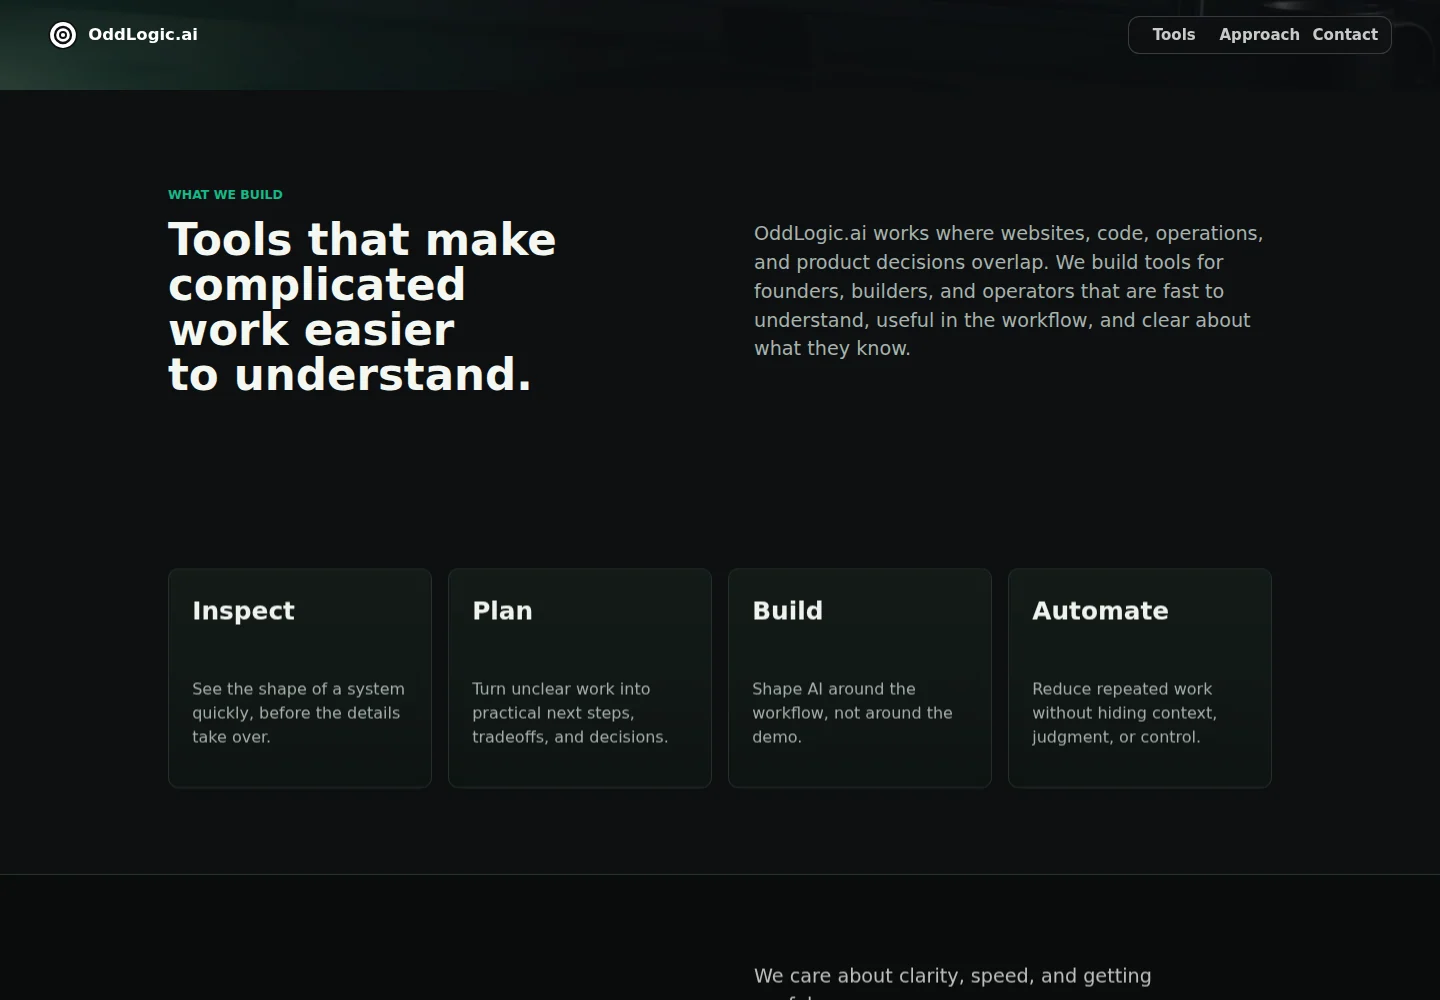 OddLogic.ai
Tools Approach Contact
WHAT WE BUILD
Tools that make
complicated
work easier
to understand.
OddLogic.ai works where websites, code, operations,
and product decisions overlap. We build tools for
founders, builders, and operators that are fast to
understand, useful in the workflow, and clear about
what they know.
Inspect
See the shape of a system
quickly, before the details
take over.
Plan
Turn unclear work into
practical next steps,
tradeoffs, and decisions.
Build
Shape AI around the
workflow, not around the
demo.
Automate
Reduce repeated work
without hiding context,
judgment, or control.
We care about clarity, speed, and getting